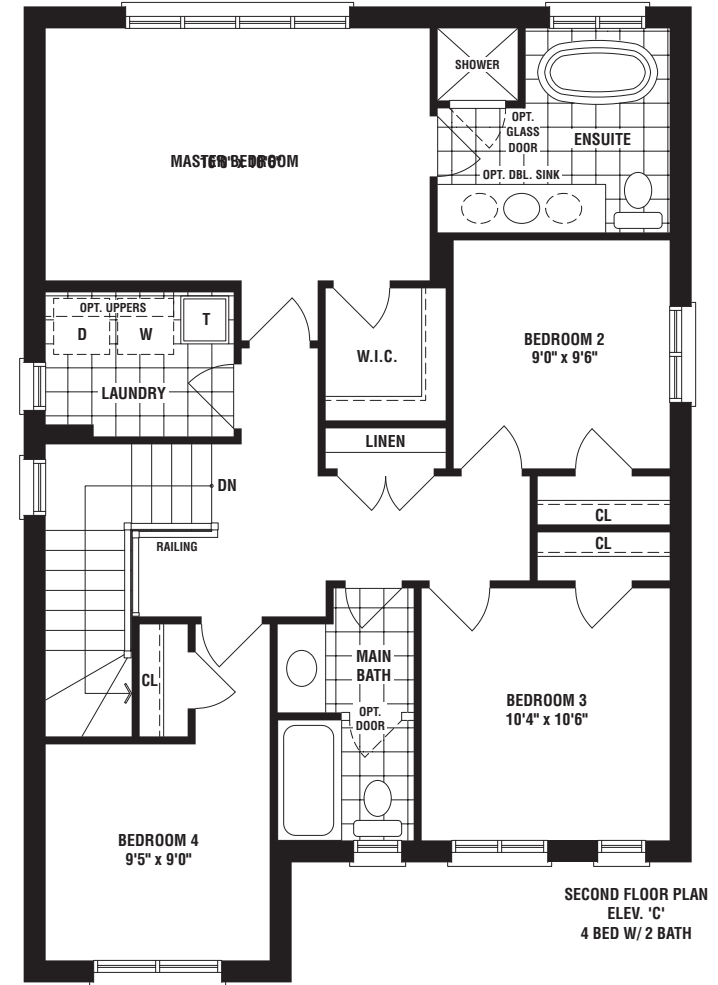 SHOWER
OPT.
GLASS
DOOR
ENSUITE
OPT. DBL. SINK
MASTER BEDROOM
OPT. UPPERS
D
W
T
LAUNDRY
W.I.C.
BEDROOM 2
9'0" x 9'6"
LINEN
DN
RAILING
CL
CL
CL
MAIN
BATH
OPT.
DOOR
BEDROOM 3
10'4" x 10'6"
BEDROOM 4
9'5" x 9'0"
SECOND FLOOR PLAN
ELEV. 'C'
4 BED W/ 2 BATH